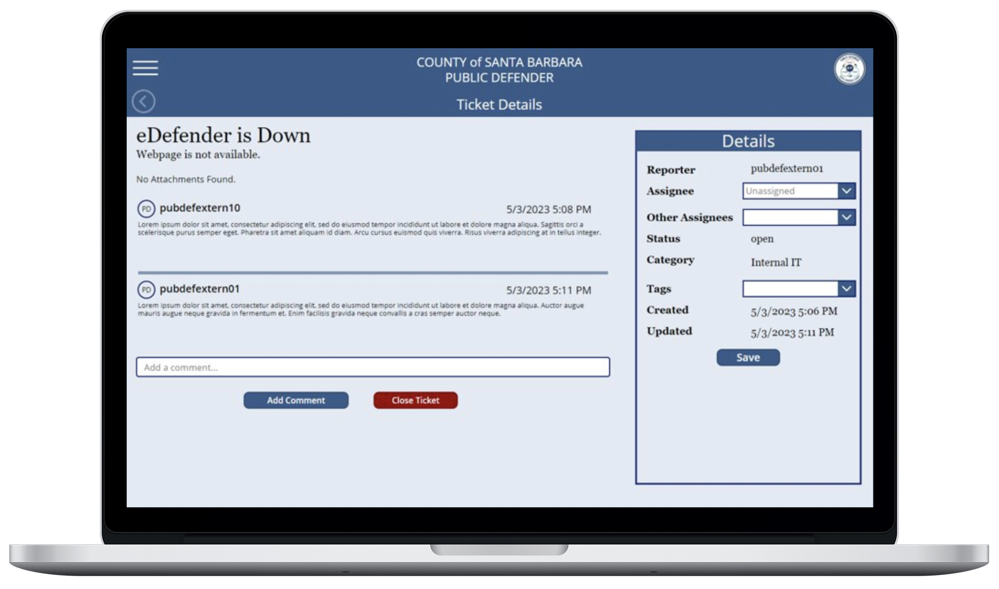 COUNTY of SANTA BARBARA
PUBLIC DEFENDER
Ticket Details
eDefender is Down
Webpage is not available.
No Attachments Found.
PD pubdefextern10 5/3/2023 5:08 PM
Lorem ipsum dolor sit amet, consectetur adipiscing elit, sed do eiusmod tempor incididunt ut labore et dolore magna aliqua. Sagittis orci a
scelerisque purus semper eget. Pharetra sit amet aliquam id diam. Arcu cursus euismod quis viverra. Risus viverra adipiscing at in tellus integer.
PD pubdefextern01 5/3/2023 5:11 PM
Lorem ipsum dolor sit amet, consectetur adipiscing elit, sed do eiusmod tempor incididunt ut labore et dolore magna aliqua. Auctor augue
mauris augue neque gravida in fermentum et. Enim facilisis gravida neque convallis a cras semper auctor neque.
Add a comment...
Add Comment Close Ticket
Details
Reporter pubdefextern01
Assignee Unassigned
Other Assignees
Status open
Category Internal IT
Tags
Created 5/3/2023 5:06 PM
Updated 5/3/2023 5:11 PM
Save